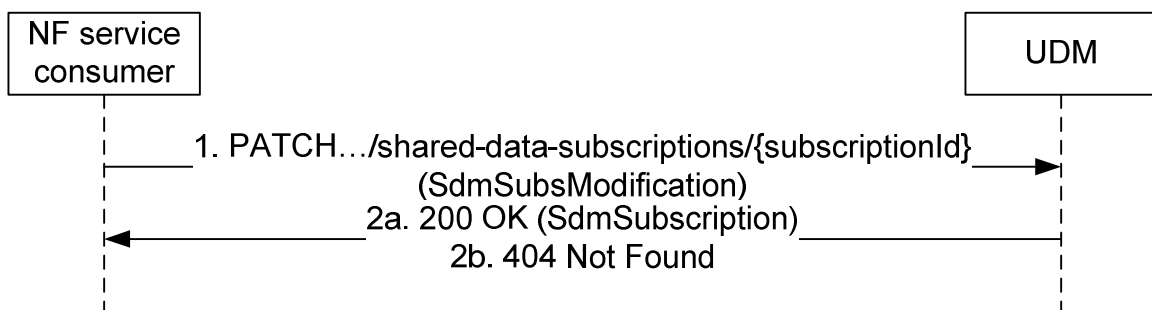 NF service
consumer
UDM
1. PATCH…/shared-data-subscriptions/{subscriptionId}
(SdmSubsModification)
2a. 200 OK (SdmSubscription)
2b. 404 Not Found